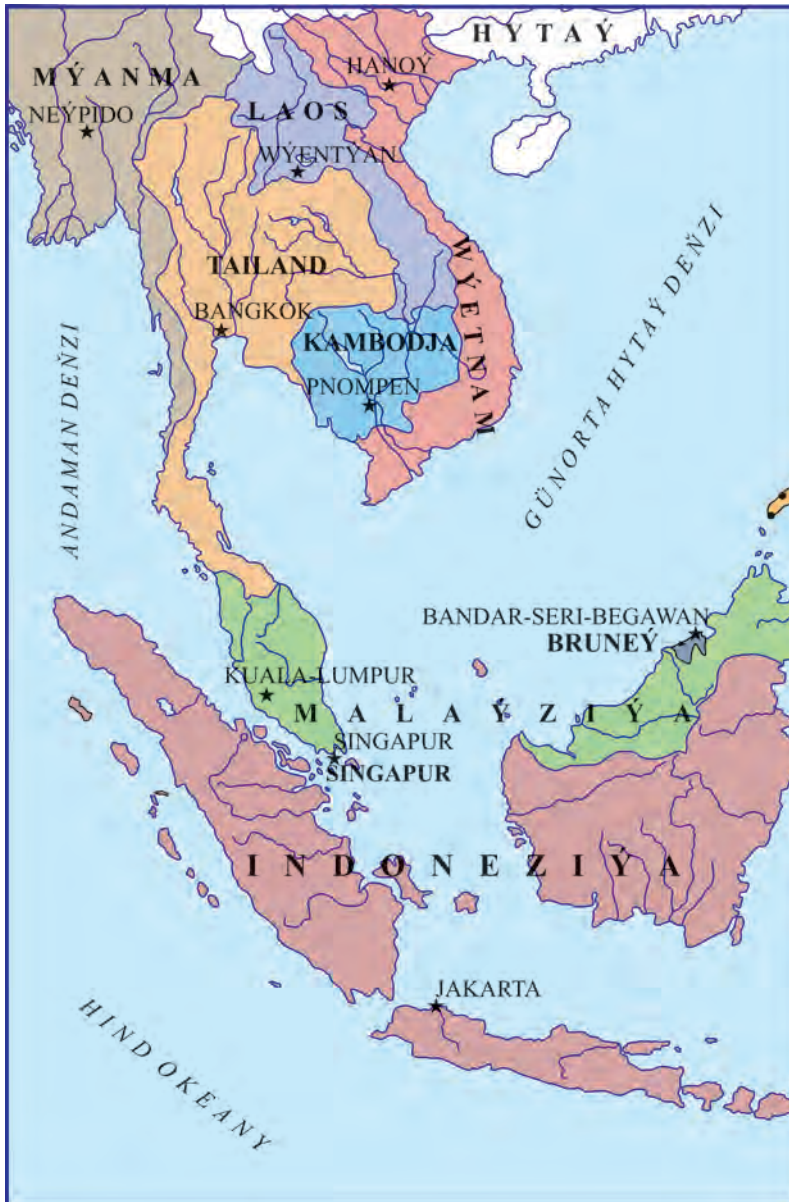 HYTAÝ
MÝANMA
HANOÝ
NEÝPIDO
LAOS
WÝENTÝAN
TAILAND
WÝETNAM
BANGKOK
KAMBODJA
PNOMPEN
ANDAMAN DEŇZI
GÜNORTA HYTAÝ DEŇZI
BANDAR-SERI-BEGAWAN
BRUNEÝ
KUALA-LUMPUR
MALAÝZIÝA
SINGAPUR
SINGAPUR
INDONEZIÝA
JAKARTA
HIND OKEANY